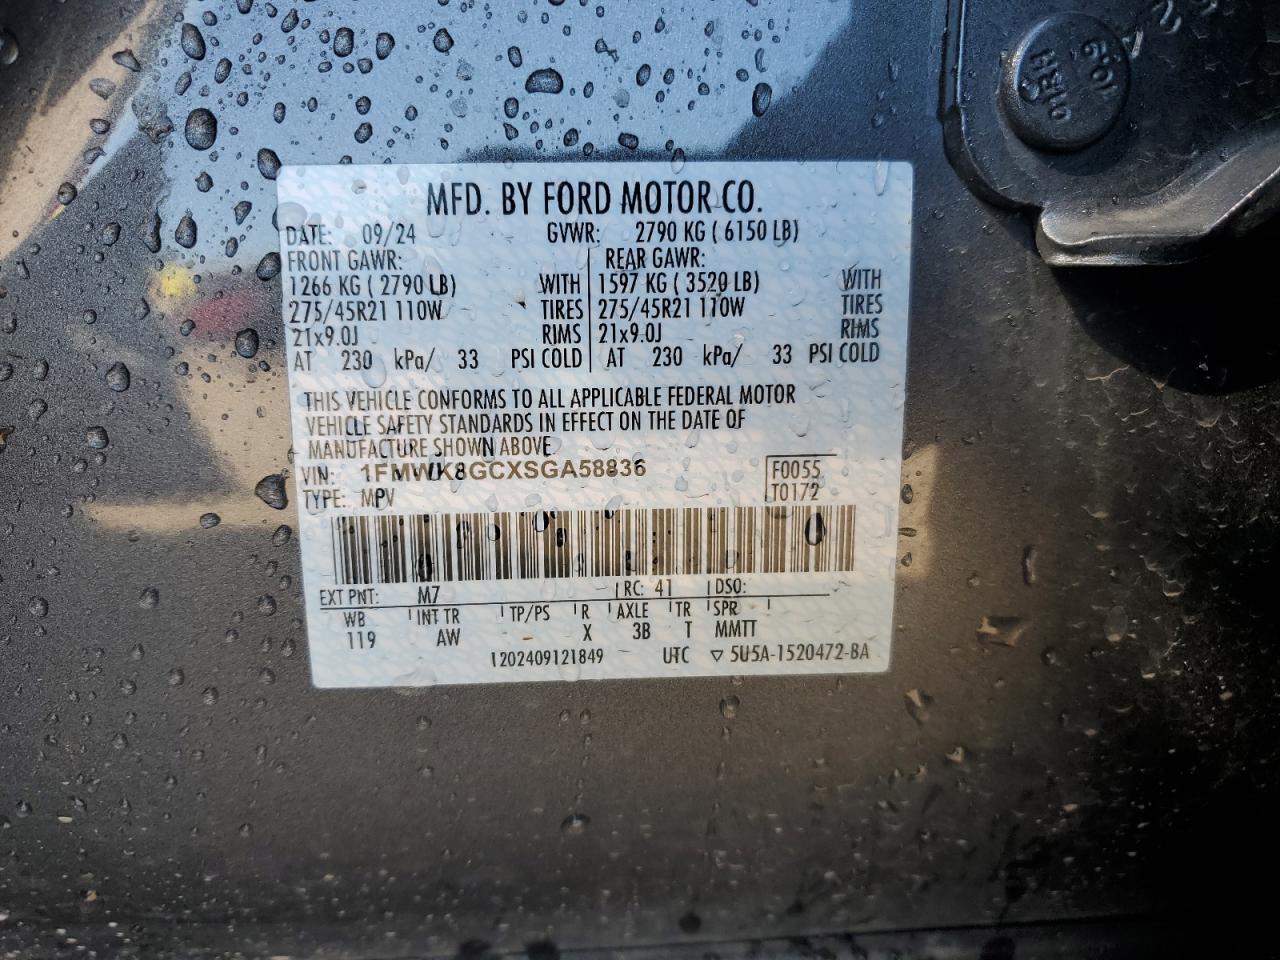 MFD. BY FORD MOTOR CO.
DATE: 09/24 GVWR: 2790 KG ( 6150 LB)
FRONT GAWR: REAR GAWR:
1266 KG ( 2790 LB) WITH 1597 KG ( 3520 LB) WITH
275/45R21 110W TIRES 275/45R21 110W TIRES
21x9.0J RIMS 21x9.0J RIMS
AT 230 kPa/ 33 PSI COLD AT 230 kPa/ 33 PSI COLD
THIS VEHICLE CONFORMS TO ALL APPLICABLE FEDERAL MOTOR
VEHICLE SAFETY STANDARDS IN EFFECT ON THE DATE OF
MANUFACTURE SHOWN ABOVE
VIN: 1FMWK8GCXSGA58836 F0055
TYPE: MPV T0172
EXT PNT: M7 RC: 41 DSO:
WB INT TR TP/PS R AXLE TR SPR
119 AW X 3B T MMTT
1202409121849 UTC ▽ 5U5A-1520472-BA
10.9